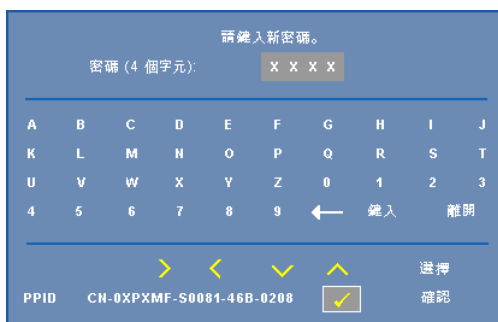 請鍵入新密碼。
密碼 (4 個字元): X X X X
A B C D E F G H I J
K L M N O P Q R S T
U V W X Y Z 0 1 2 3
4 5 6 7 8 9 ← 鍵入 離開
選擇
PPID CN-0XPXMF-S0081-46B-0208 ✓ 確認